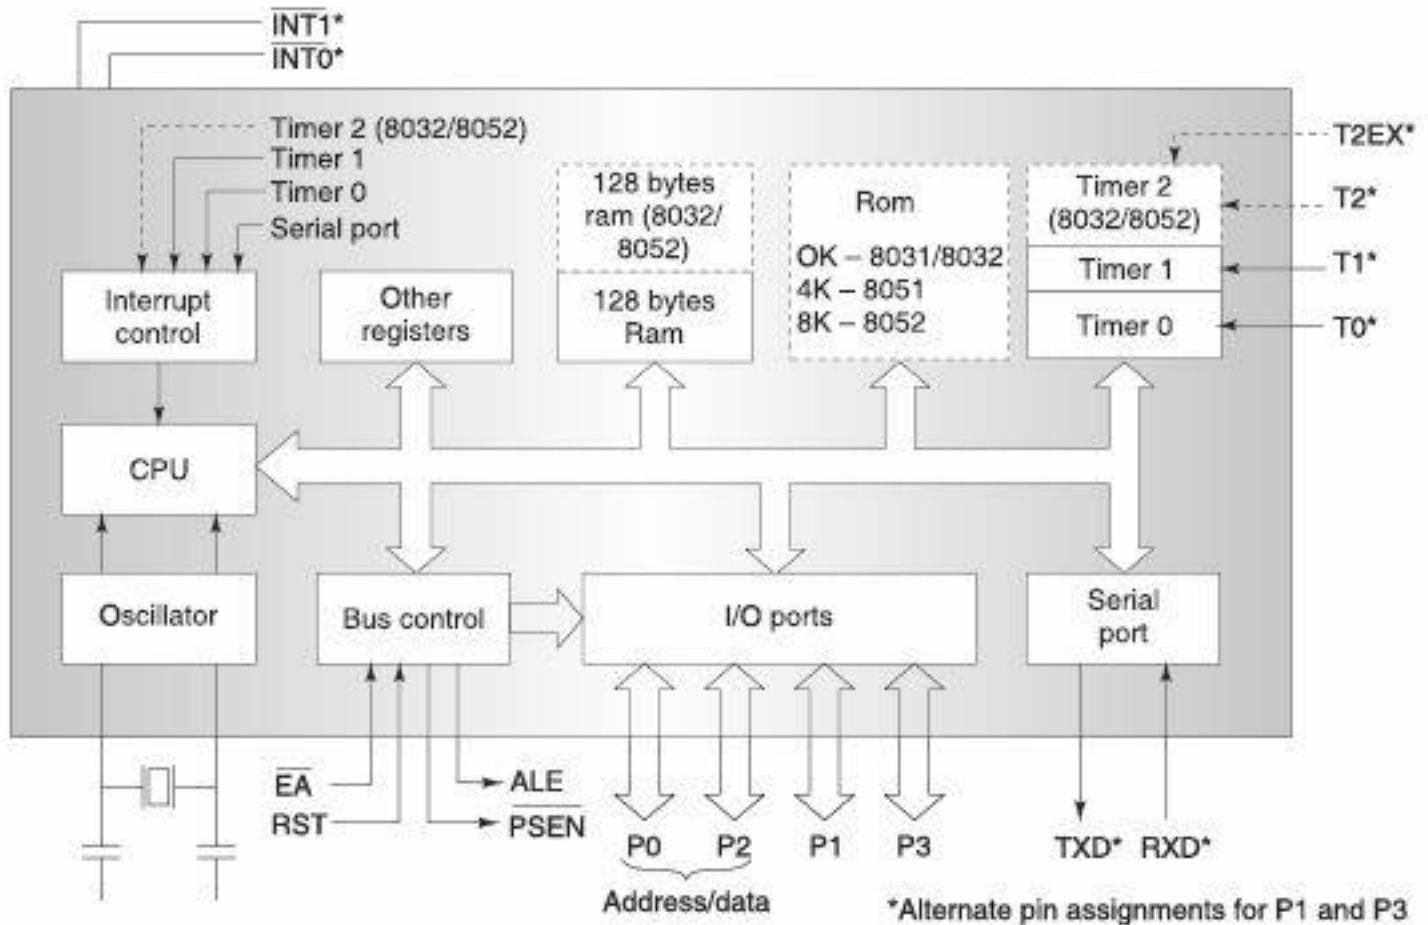 INT1*
INT0*
Timer 2 (8032/8052)
Timer 1
Timer 0
Serial port
T2EX*
T2*
T1*
T0*
Interrupt
control
Other
registers
128 bytes
ram (8032/
8052)
128 bytes
Ram
Rom
OK – 8031/8032
4K – 8051
8K – 8052
Timer 2
(8032/8052)
Timer 1
Timer 0
CPU
Oscillator
Bus control
I/O ports
Serial
port
EA
RST
ALE
PSEN
P0
P2
P1
P3
TXD*
RXD*
Address/data
*Alternate pin assignments for P1 and P3